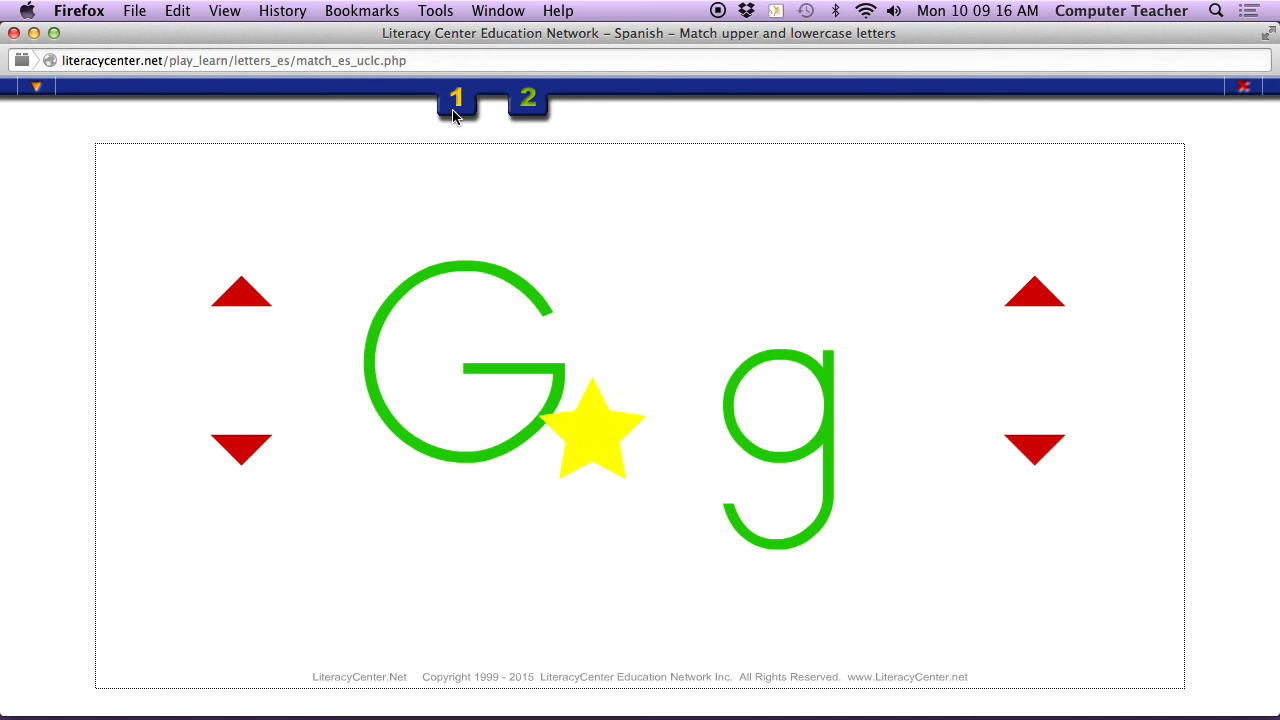 Firefox File Edit View History Bookmarks Tools Window Help Mon 10 09 16 AM Computer Teacher
Literacy Center Education Network – Spanish – Match upper and lowercase letters
literacycenter.net/play_learn/letters_es/match_es_uclc.php
1 2
G g
LiteracyCenter.Net Copyright 1999 - 2015 LiteracyCenter Education Network Inc. All Rights Reserved. www.LiteracyCenter.net